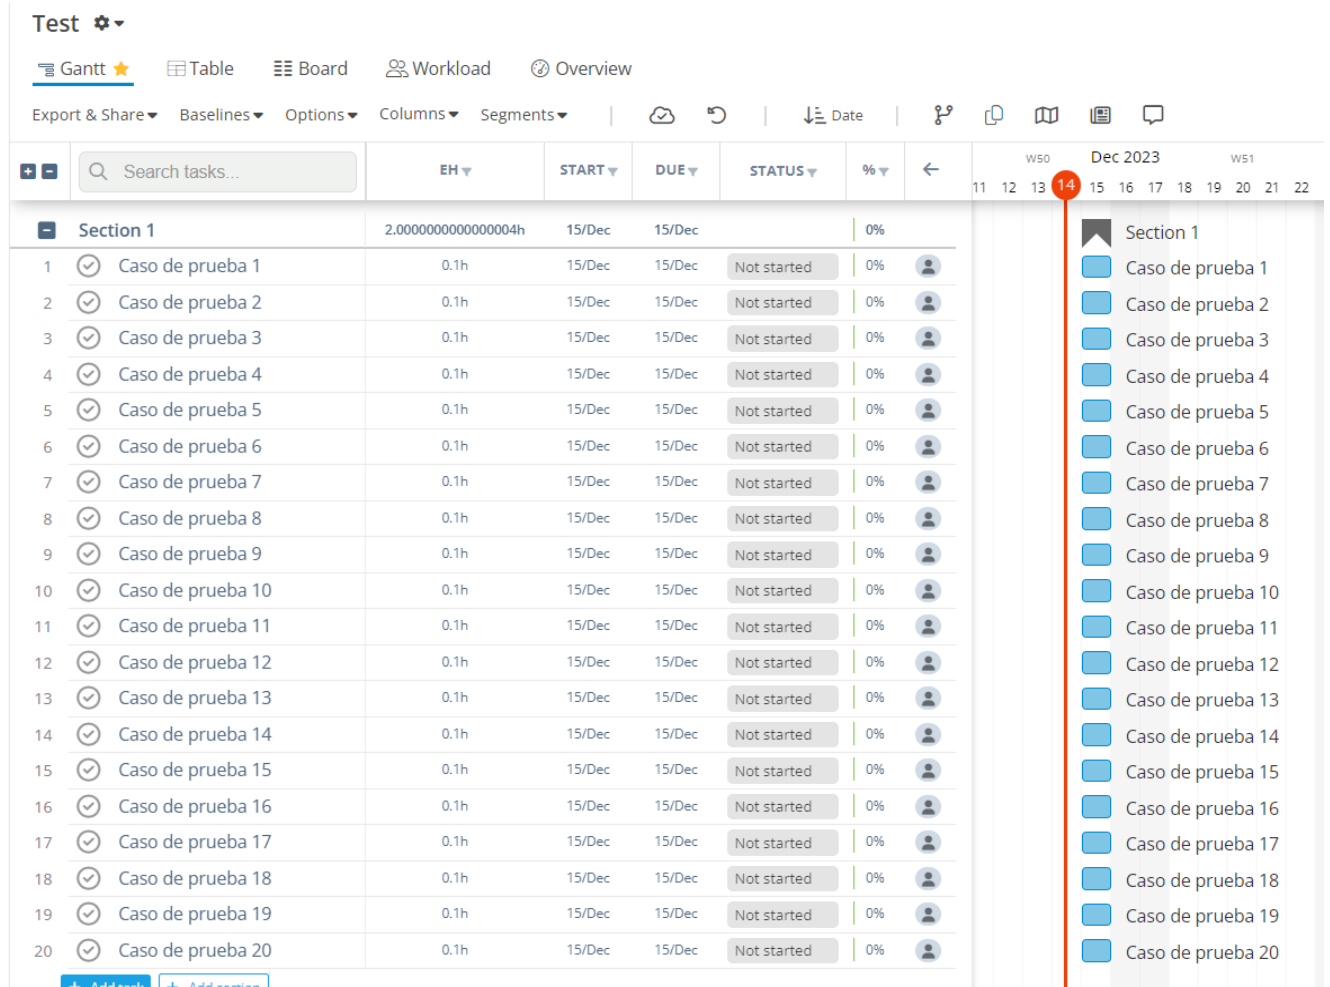 Test
Gantt Table Board Workload Overview
Export & Share Baselines Options Columns Segments Date
Search tasks... EH START DUE STATUS %
W50 Dec 2023 W51
11 12 13 14 15 16 17 18 19 20 21 22
Section 1 2.0000000000000004h 15/Dec 15/Dec 0% Section 1
1 Caso de prueba 1 0.1h 15/Dec 15/Dec Not started 0% Caso de prueba 1
2 Caso de prueba 2 0.1h 15/Dec 15/Dec Not started 0% Caso de prueba 2
3 Caso de prueba 3 0.1h 15/Dec 15/Dec Not started 0% Caso de prueba 3
4 Caso de prueba 4 0.1h 15/Dec 15/Dec Not started 0% Caso de prueba 4
5 Caso de prueba 5 0.1h 15/Dec 15/Dec Not started 0% Caso de prueba 5
6 Caso de prueba 6 0.1h 15/Dec 15/Dec Not started 0% Caso de prueba 6
7 Caso de prueba 7 0.1h 15/Dec 15/Dec Not started 0% Caso de prueba 7
8 Caso de prueba 8 0.1h 15/Dec 15/Dec Not started 0% Caso de prueba 8
9 Caso de prueba 9 0.1h 15/Dec 15/Dec Not started 0% Caso de prueba 9
10 Caso de prueba 10 0.1h 15/Dec 15/Dec Not started 0% Caso de prueba 10
11 Caso de prueba 11 0.1h 15/Dec 15/Dec Not started 0% Caso de prueba 11
12 Caso de prueba 12 0.1h 15/Dec 15/Dec Not started 0% Caso de prueba 12
13 Caso de prueba 13 0.1h 15/Dec 15/Dec Not started 0% Caso de prueba 13
14 Caso de prueba 14 0.1h 15/Dec 15/Dec Not started 0% Caso de prueba 14
15 Caso de prueba 15 0.1h 15/Dec 15/Dec Not started 0% Caso de prueba 15
16 Caso de prueba 16 0.1h 15/Dec 15/Dec Not started 0% Caso de prueba 16
17 Caso de prueba 17 0.1h 15/Dec 15/Dec Not started 0% Caso de prueba 17
18 Caso de prueba 18 0.1h 15/Dec 15/Dec Not started 0% Caso de prueba 18
19 Caso de prueba 19 0.1h 15/Dec 15/Dec Not started 0% Caso de prueba 19
20 Caso de prueba 20 0.1h 15/Dec 15/Dec Not started 0% Caso de prueba 20
+ Add task + Add section